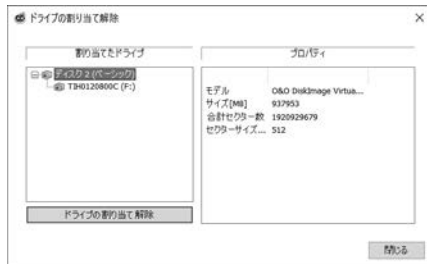 ドライブの割り当て解除
割り当てたドライブ
プロパティ
ディスク 2 (ベーシック)
TIH0120800C (F:)
モデル O&O DiskImage Virtua...
サイズ[MB] 937953
合計セクター数 1920929679
セクターサイズ... 512
ドライブの割り当て解除
閉じる